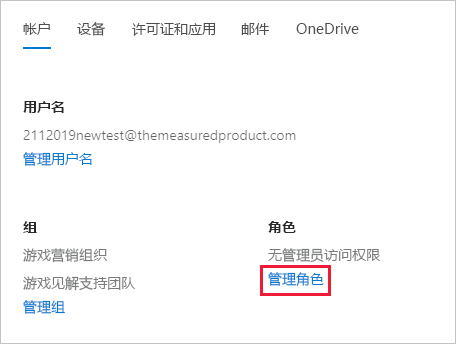 帐户 设备 许可证和应用 邮件 OneDrive
用户名
2112019newtest@themeasuredproduct.com
管理用户名
组
游戏营销组织
游戏见解支持团队
管理组
角色
无管理员访问权限
管理角色